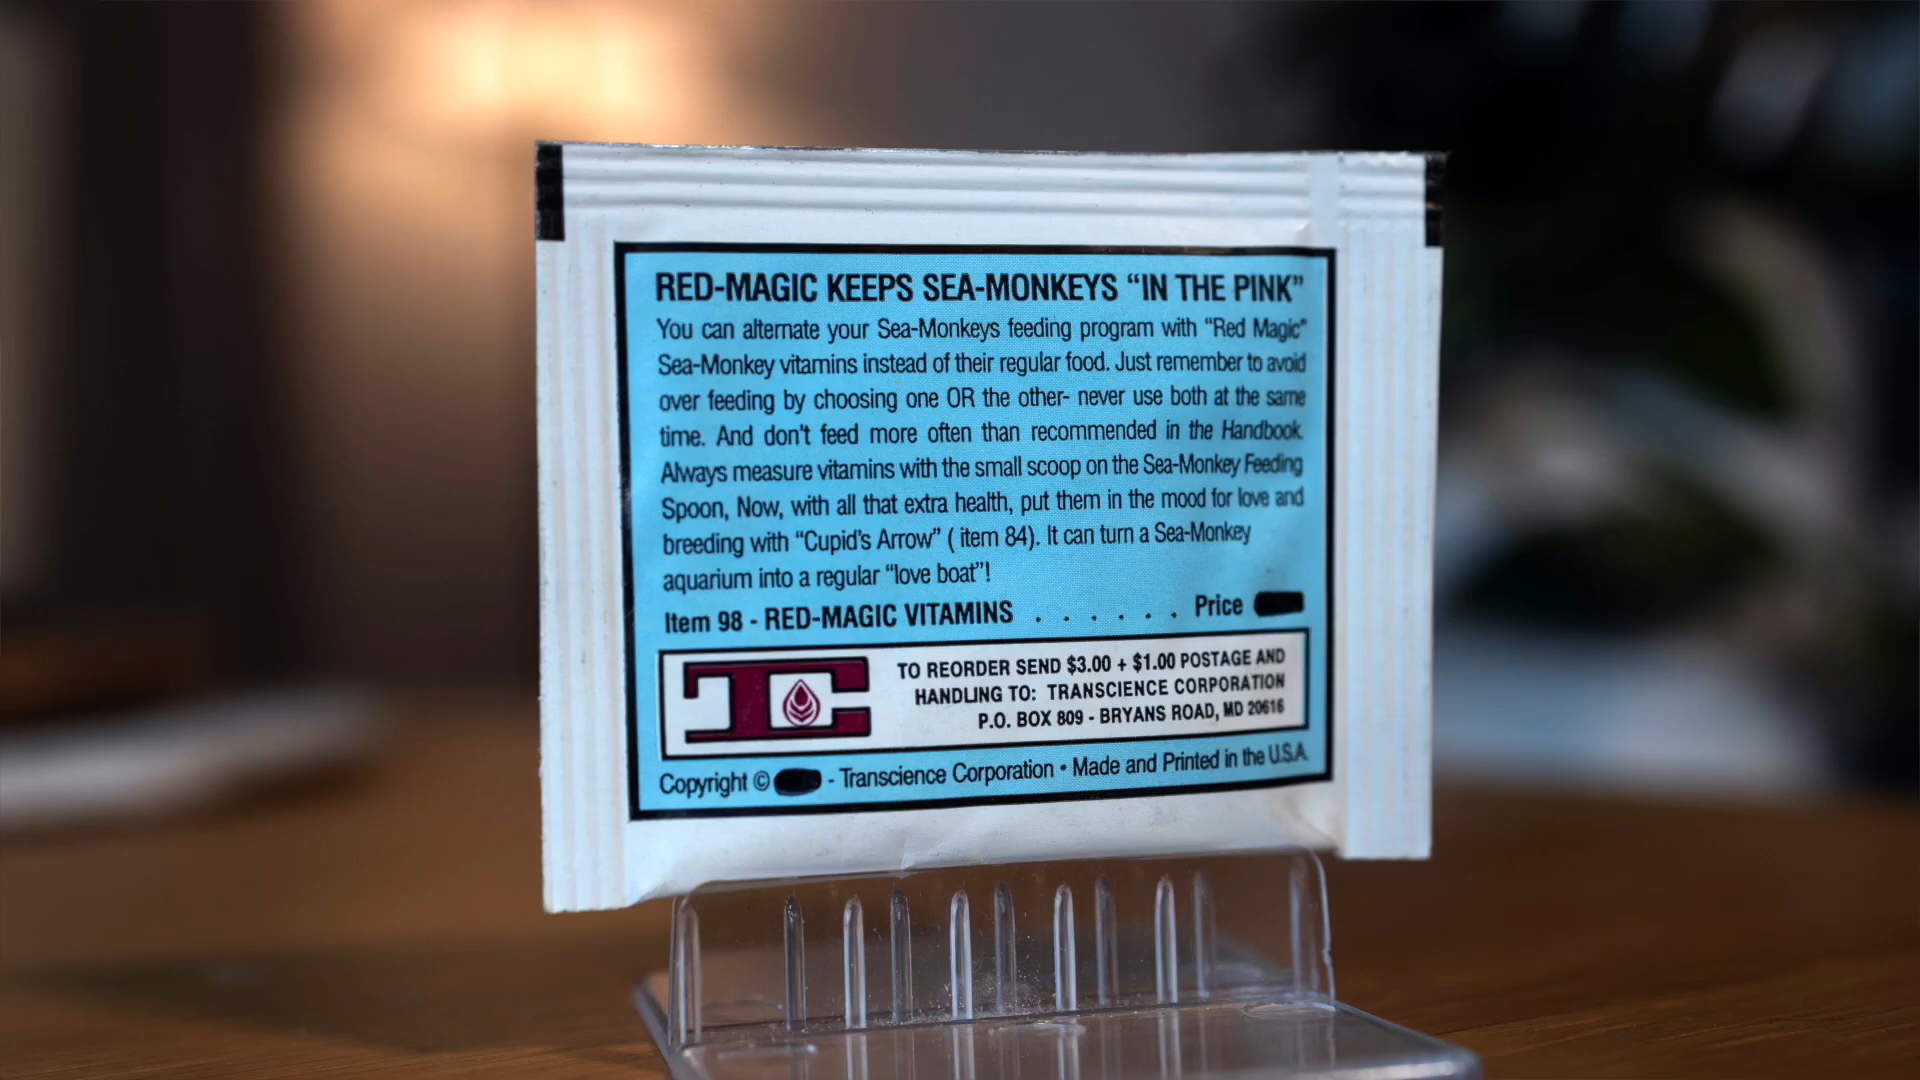 RED-MAGIC KEEPS SEA-MONKEYS “IN THE PINK”
You can alternate your Sea-Monkeys feeding program with “Red Magic”
Sea-Monkey vitamins instead of their regular food. Just remember to avoid
over feeding by choosing one OR the other- never use both at the same
time. And don't feed more often than recommended in the Handbook.
Always measure vitamins with the small scoop on the Sea-Monkey Feeding
Spoon, Now, with all that extra health, put them in the mood for love and
breeding with “Cupid's Arrow” ( item 84). It can turn a Sea-Monkey
aquarium into a regular “love boat”!
Item 98 - RED-MAGIC VITAMINS . . . . . . Price
TC
TO REORDER SEND $3.00 + $1.00 POSTAGE AND
HANDLING TO: TRANSCIENCE CORPORATION
P.O. BOX 809 - BRYANS ROAD, MD 20616
Copyright © - Transcience Corporation • Made and Printed in the U.S.A.